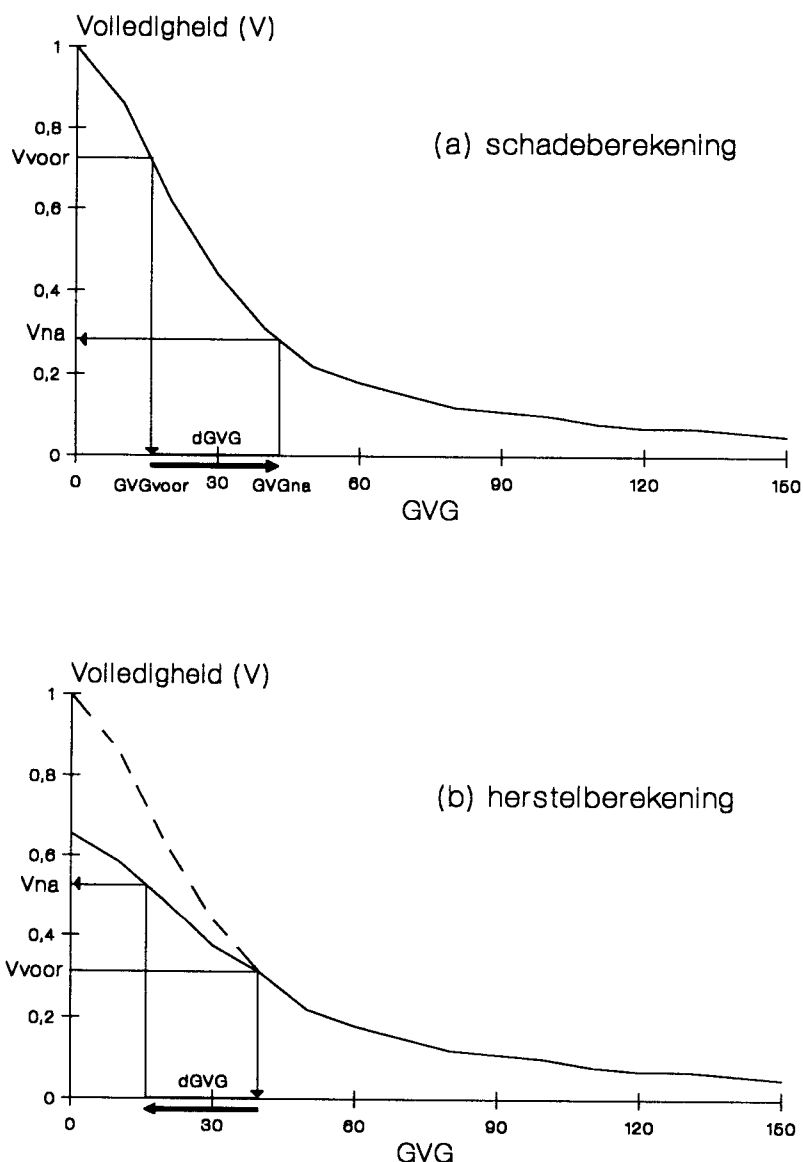 Volledigheid (V)
1
(a) schadeberekening
0,8
Vvoor
0,6
0,4
Vna
0,2
dGVG
0
0 GVGvoor 30 GVGna 60 90 120 150
GVG
Volledigheid (V)
1
0,8
(b) herstelberekening
0,6
Vna
0,4
Vvoor
0,2
dGVG
0
0 30 60 90 120 150
GVG